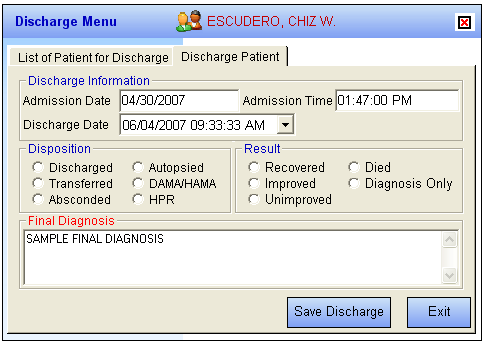 Discharge Menu ESCUDERO, CHIZ W.
List of Patient for Discharge Discharge Patient
Discharge Information
Admission Date 04/30/2007 Admission Time 01:47:00 PM
Discharge Date 06/04/2007 09:33:33 AM
Disposition Result
Discharged Autopsied Recovered Died
Transferred DAMA/HAMA Improved Diagnosis Only
Absconded HPR Unimproved
Final Diagnosis
SAMPLE FINAL DIAGNOSIS
Save Discharge Exit